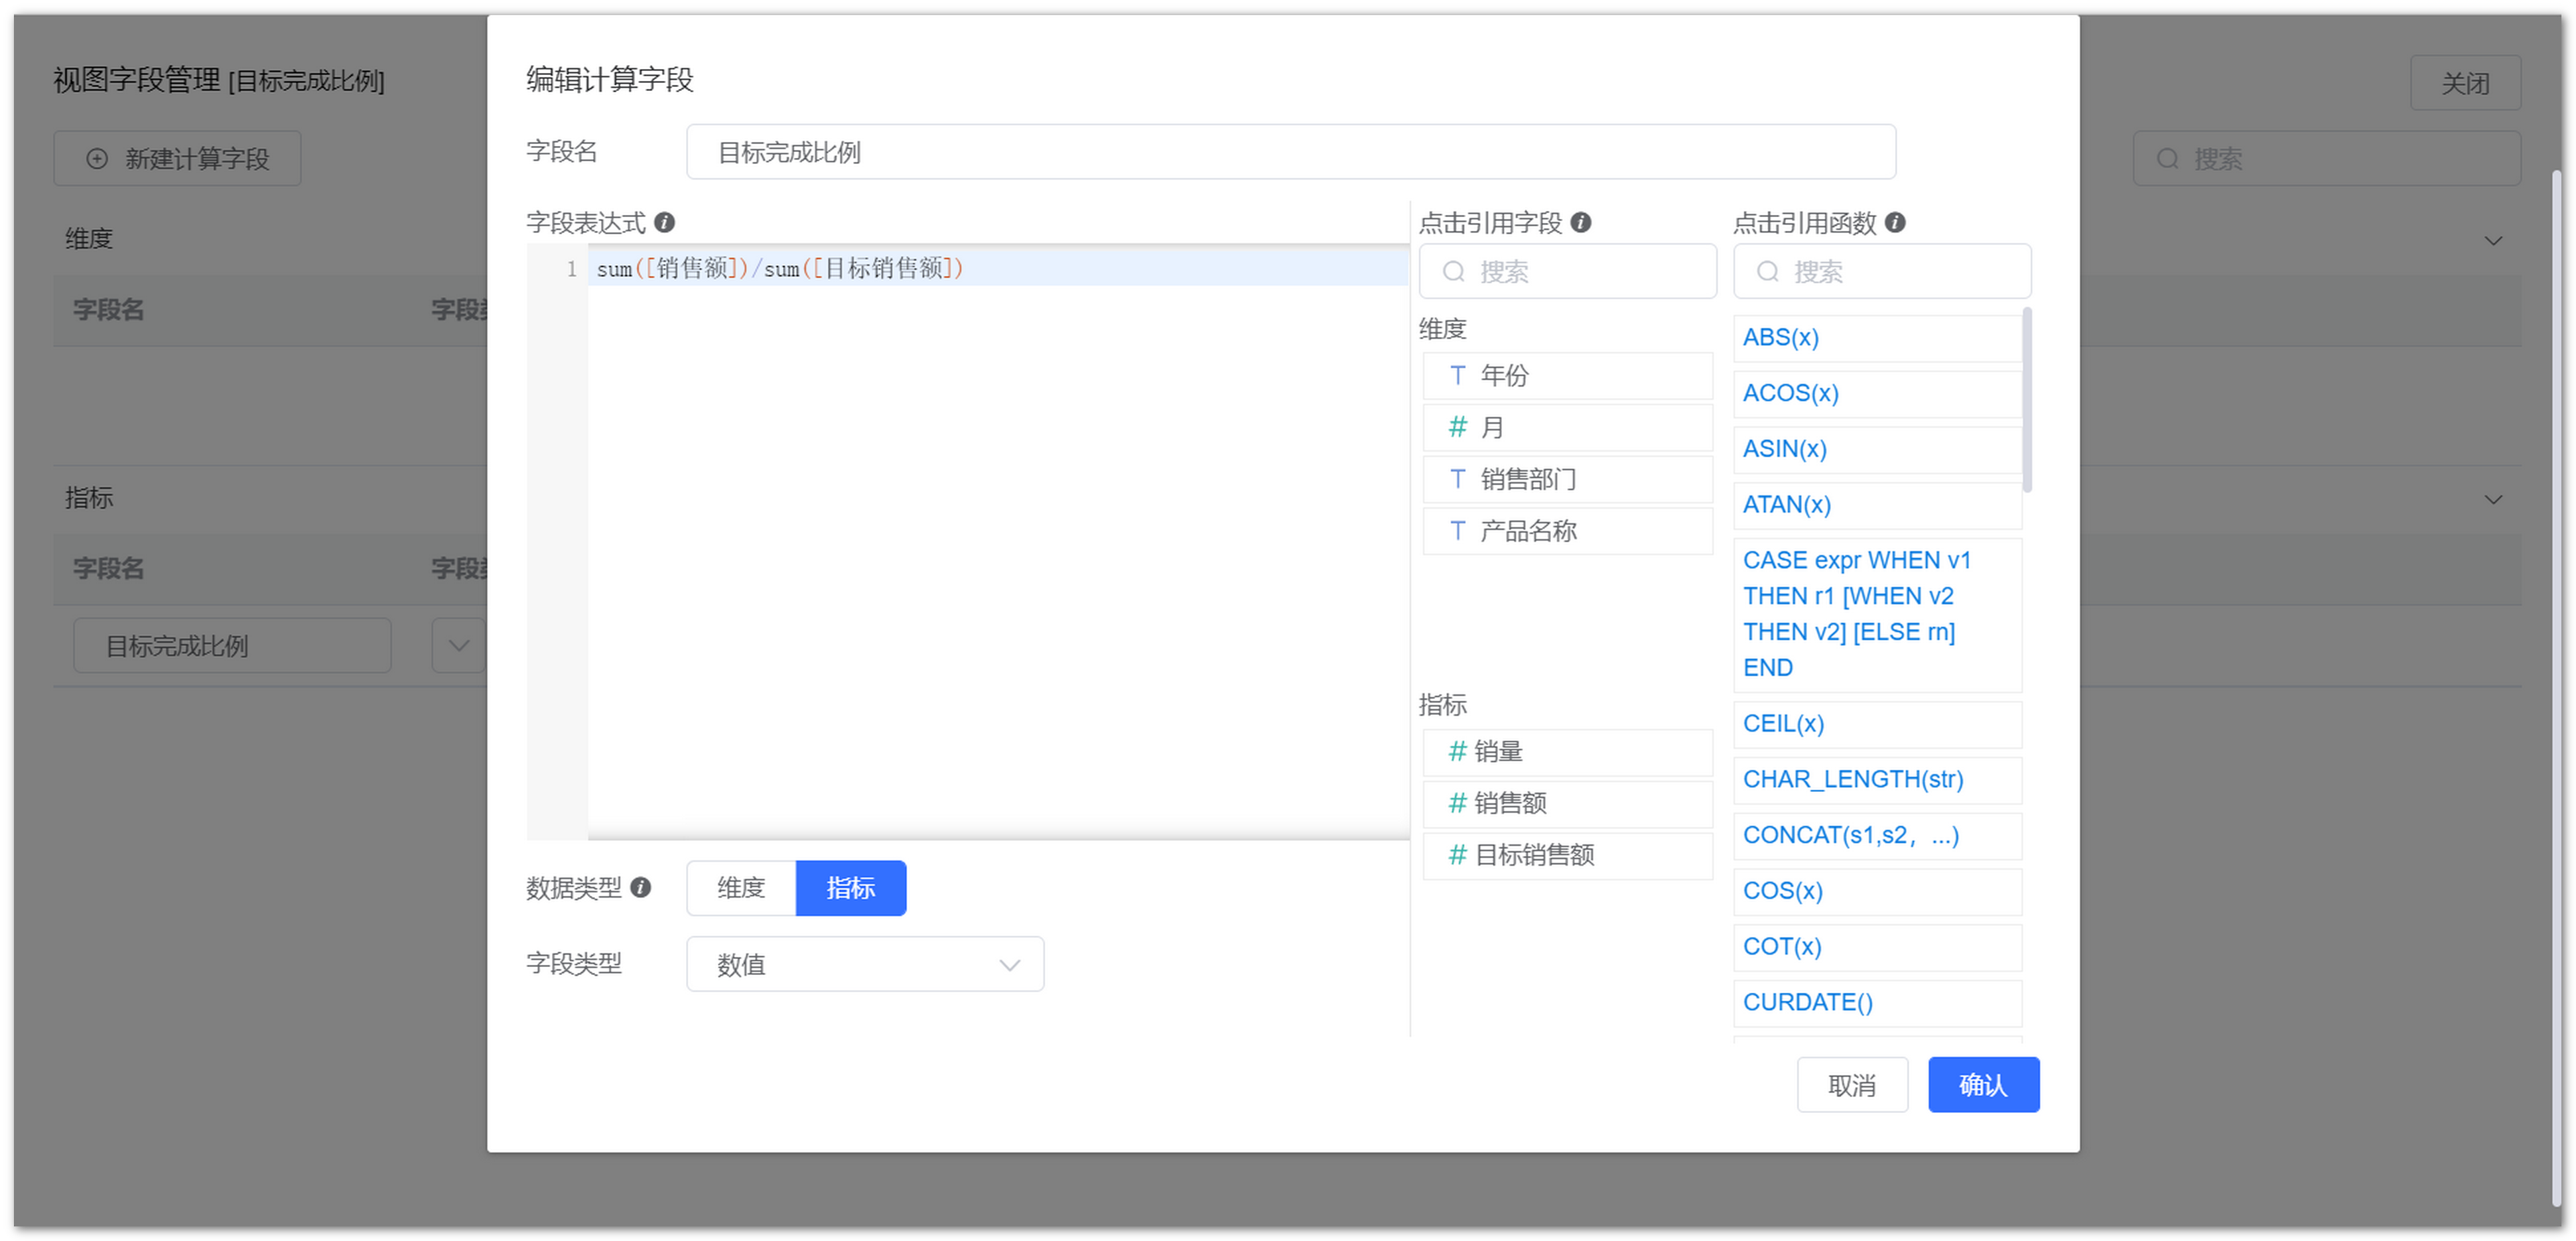 视图字段管理 [目标完成比例]
关闭
新建计算字段
搜索
维度
字段名
字段
指标
字段名
字段
目标完成比例
编辑计算字段
字段名
目标完成比例
字段表达式
1
sum([销售额])/sum([目标销售额])
数据类型
维度
指标
字段类型
数值
点击引用字段
搜索
维度
T 年份
# 月
T 销售部门
T 产品名称
指标
# 销量
# 销售额
# 目标销售额
点击引用函数
搜索
ABS(x)
ACOS(x)
ASIN(x)
ATAN(x)
CASE expr WHEN v1
THEN r1 [WHEN v2
THEN v2] [ELSE rn]
END
CEIL(x)
CHAR_LENGTH(str)
CONCAT(s1,s2，...)
COS(x)
COT(x)
CURDATE()
取消
确认